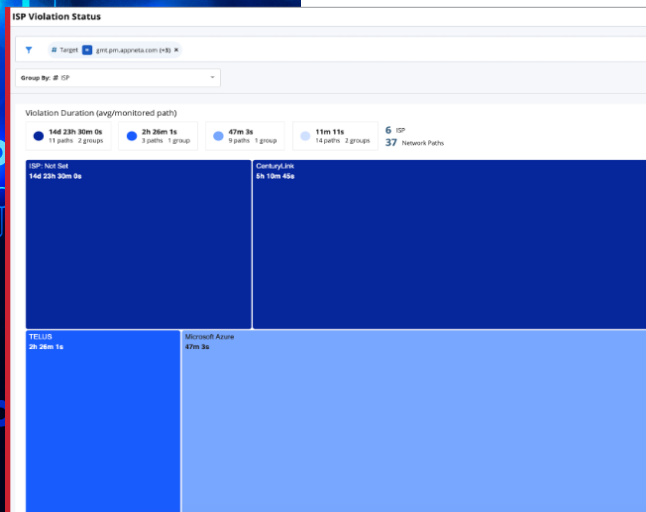 ISP Violation Status
# Target = gmt.pm.appneta.com (+8) ×
Group By: # ISP
Violation Duration (avg/monitored path)
14d 23h 30m 0s
11 paths 2 groups
2h 26m 1s
3 paths 1 group
47m 3s
9 paths 1 group
11m 11s
14 paths 2 groups
6 ISP
37 Network Paths
ISP: Not Set
14d 23h 30m 0s
CenturyLink
5h 10m 45s
TELUS
2h 26m 1s
Microsoft Azure
47m 3s